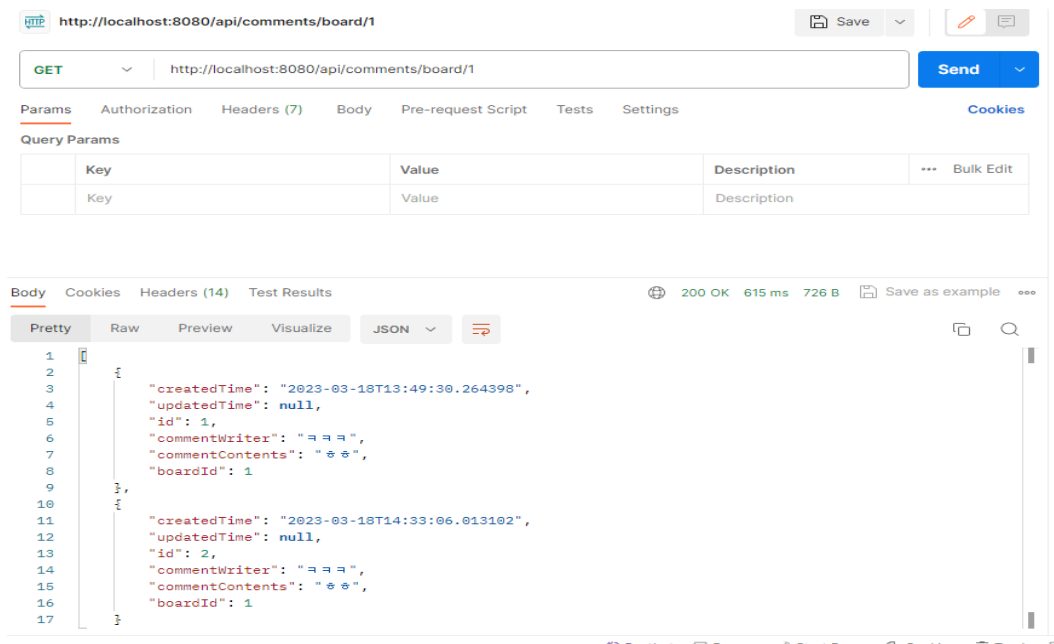 HTTP http://localhost:8080/api/comments/board/1 Save
GET http://localhost:8080/api/comments/board/1 Send
Params Authorization Headers (7) Body Pre-request Script Tests Settings Cookies
Query Params
Key Value Description Bulk Edit
Key Value Description
Body Cookies Headers (14) Test Results 200 OK 615 ms 726 B Save as example
Pretty Raw Preview Visualize JSON
1 [
2 {
3 "createdTime": "2023-03-18T13:49:30.264398",
4 "updatedTime": null,
5 "id": 1,
6 "commentWriter": "ㅋㅋㅋ",
7 "commentContents": "ㅎㅎ",
8 "boardId": 1
9 },
10 {
11 "createdTime": "2023-03-18T14:33:06.013102",
12 "updatedTime": null,
13 "id": 2,
14 "commentWriter": "ㅋㅋㅋ",
15 "commentContents": "ㅎㅎ",
16 "boardId": 1
17 }